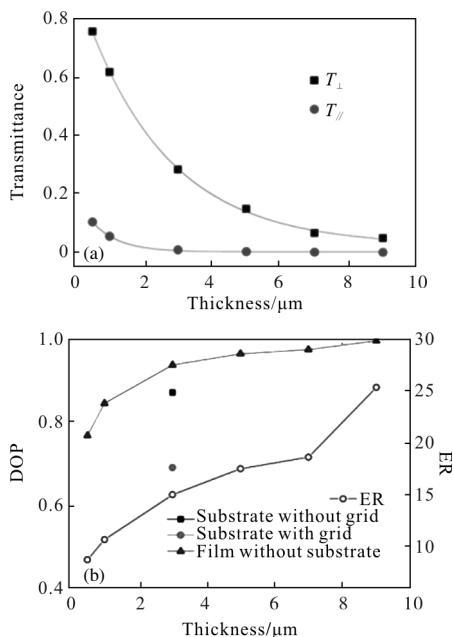 0.8
0.6
0.4
0.2
0
Transmittance
T⊥
T//
(a)
0 2 4 6 8 10
Thickness/μm
1.0
0.8
0.6
0.4
DOP
30
25
20
15
10
ER
ER
Substrate without grid
Substrate with grid
Film without substrate
(b)
0 2 4 6 8 10
Thickness/μm